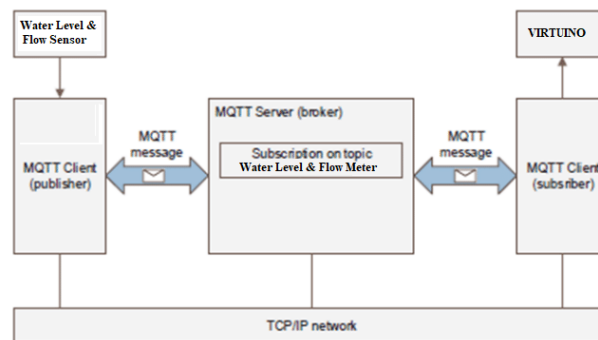 Water Level &
Flow Sensor
VIRTUINO
MQTT Server (broker)
MQTT
message
MQTT
message
Subscription on topic
Water Level & Flow Meter
MQTT Client
(publisher)
MQTT Client
(subsriber)
TCP/IP network